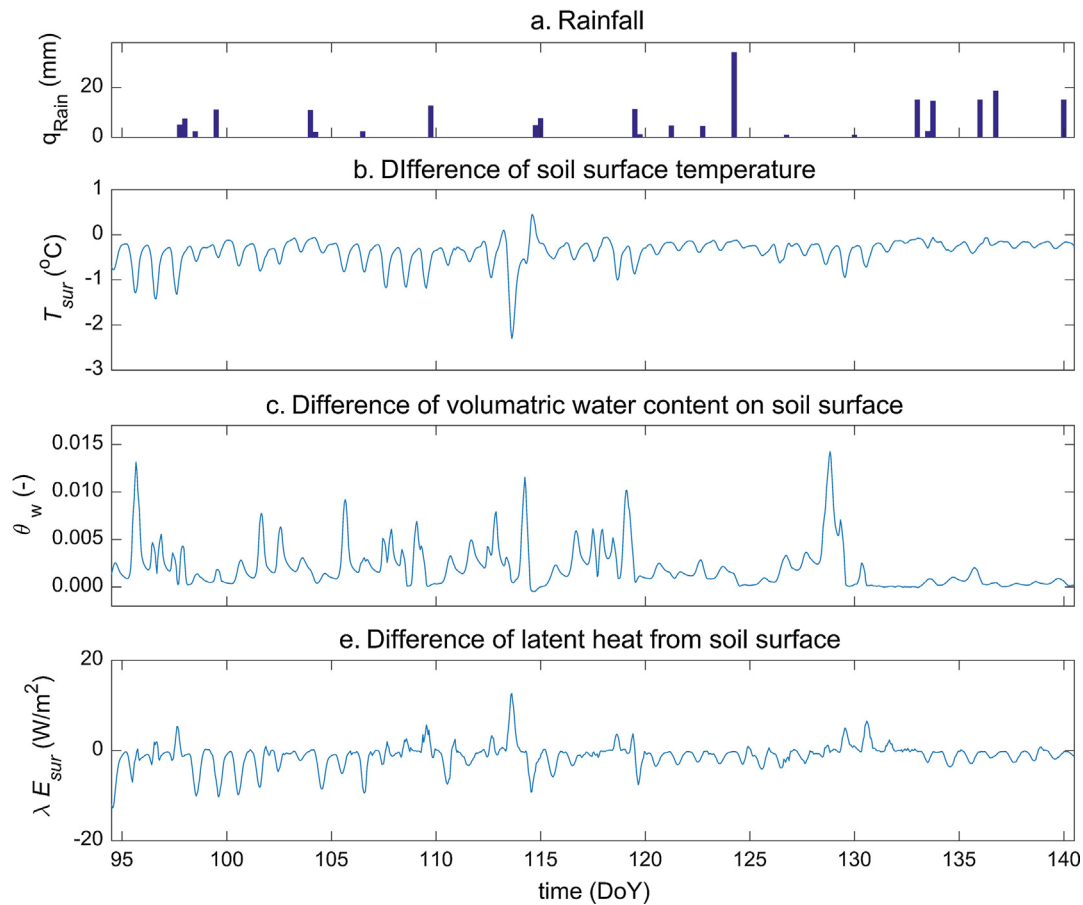 a. Rainfall
q_Rain (mm)
20
0
b. DIfference of soil surface temperature
T_sur (°C)
1
0
-1
-2
-3
c. Difference of volumatric water content on soil surface
θ_w (-)
0.015
0.010
0.005
0.000
e. Difference of latent heat from soil surface
λ E_sur (W/m²)
20
0
-20
95 100 105 110 115 120 125 130 135 140
time (DoY)